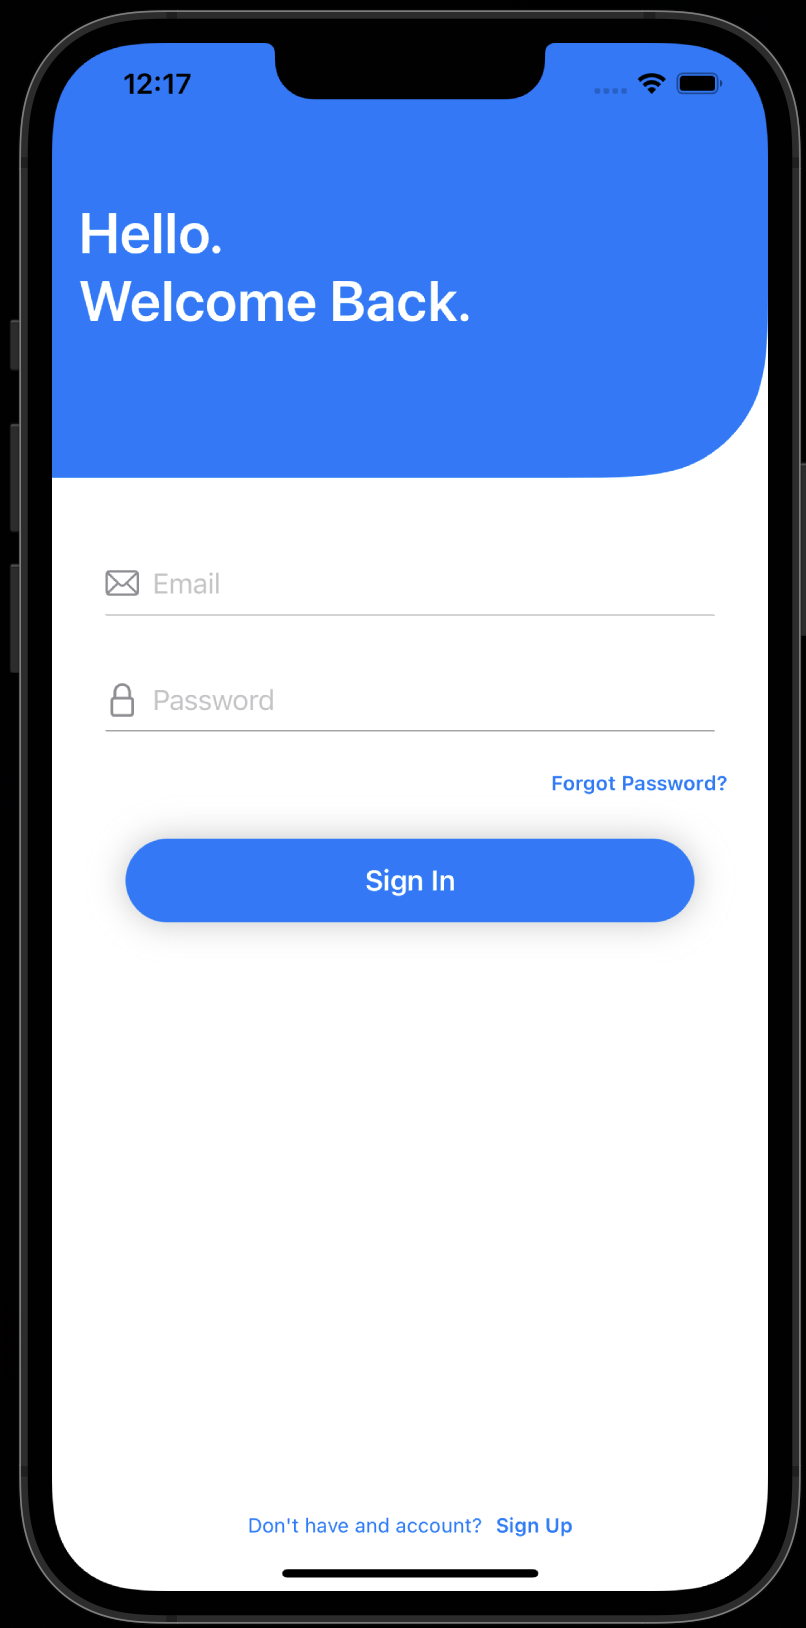 12:17
Hello.
Welcome Back.
Email
Password
Forgot Password?
Sign In
Don't have and account? Sign Up